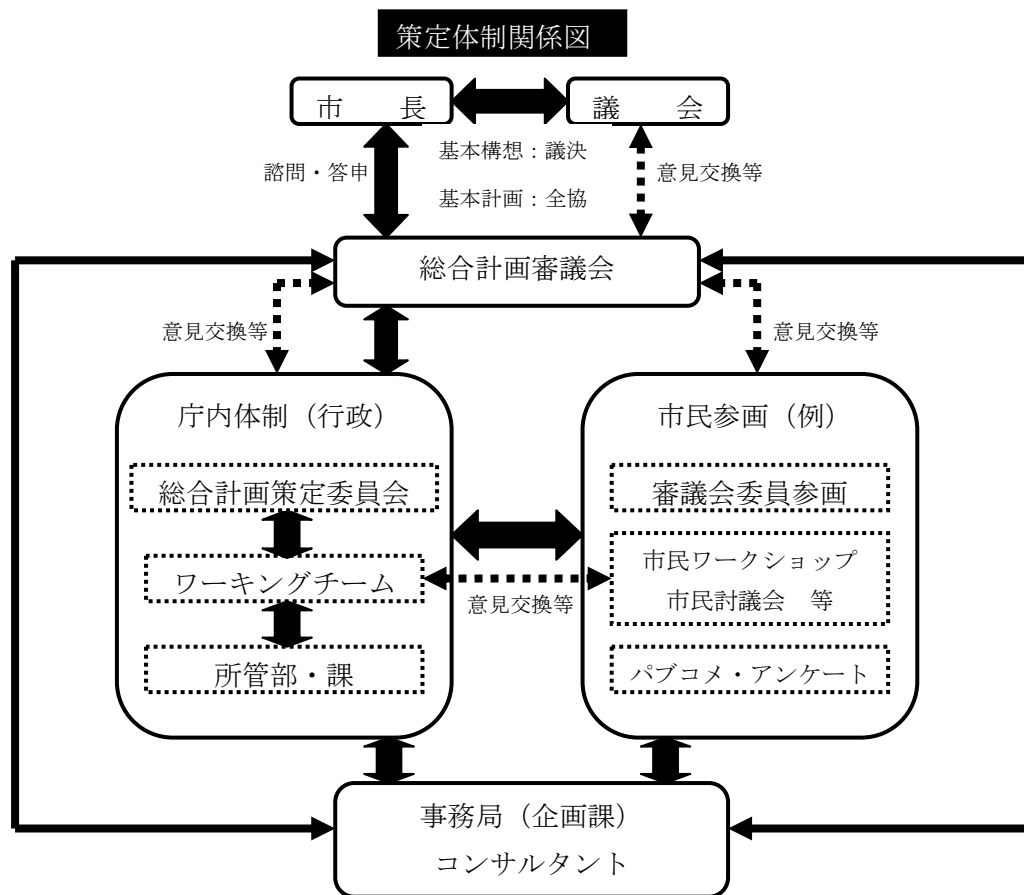 策定体制関係図
市　　長
議　　会
基本構想：議決
諮問・答申
意見交換等
基本計画：全協
総合計画審議会
意見交換等
意見交換等
庁内体制（行政）
総合計画策定委員会
ワーキングチーム
所管部・課
意見交換等
市民参画（例）
審議会委員参画
市民ワークショップ
市民討議会　等
パブコメ・アンケート
事務局（企画課）
コンサルタント